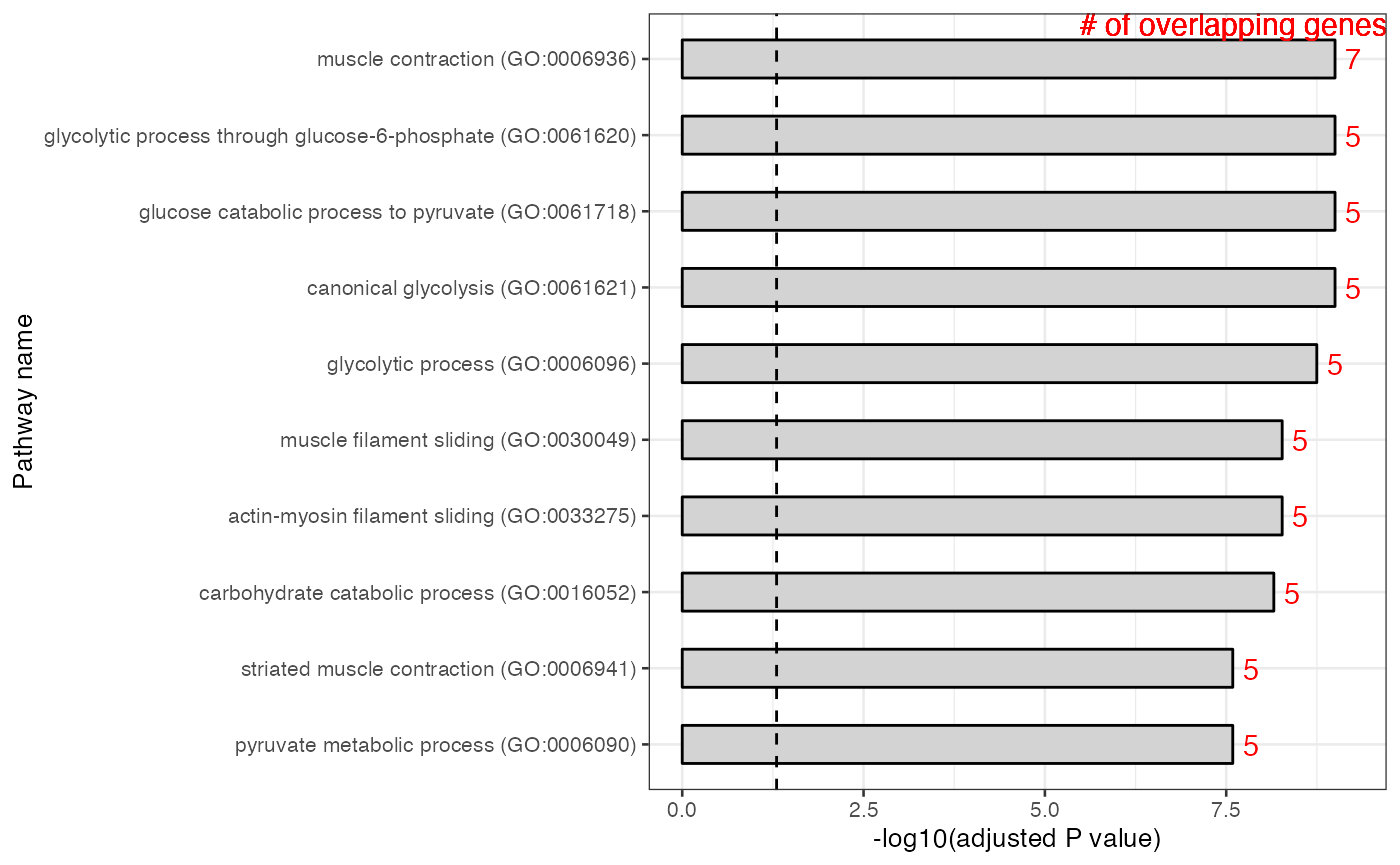 # of overlapping genes
muscle contraction (GO:0006936) 7
glycolytic process through glucose-6-phosphate (GO:0061620) 5
glucose catabolic process to pyruvate (GO:0061718) 5
canonical glycolysis (GO:0061621) 5
glycolytic process (GO:0006096) 5
muscle filament sliding (GO:0030049) 5
actin-myosin filament sliding (GO:0033275) 5
carbohydrate catabolic process (GO:0016052) 5
striated muscle contraction (GO:0006941) 5
pyruvate metabolic process (GO:0006090) 5
Pathway name
0.0 2.5 5.0 7.5
-log10(adjusted P value)